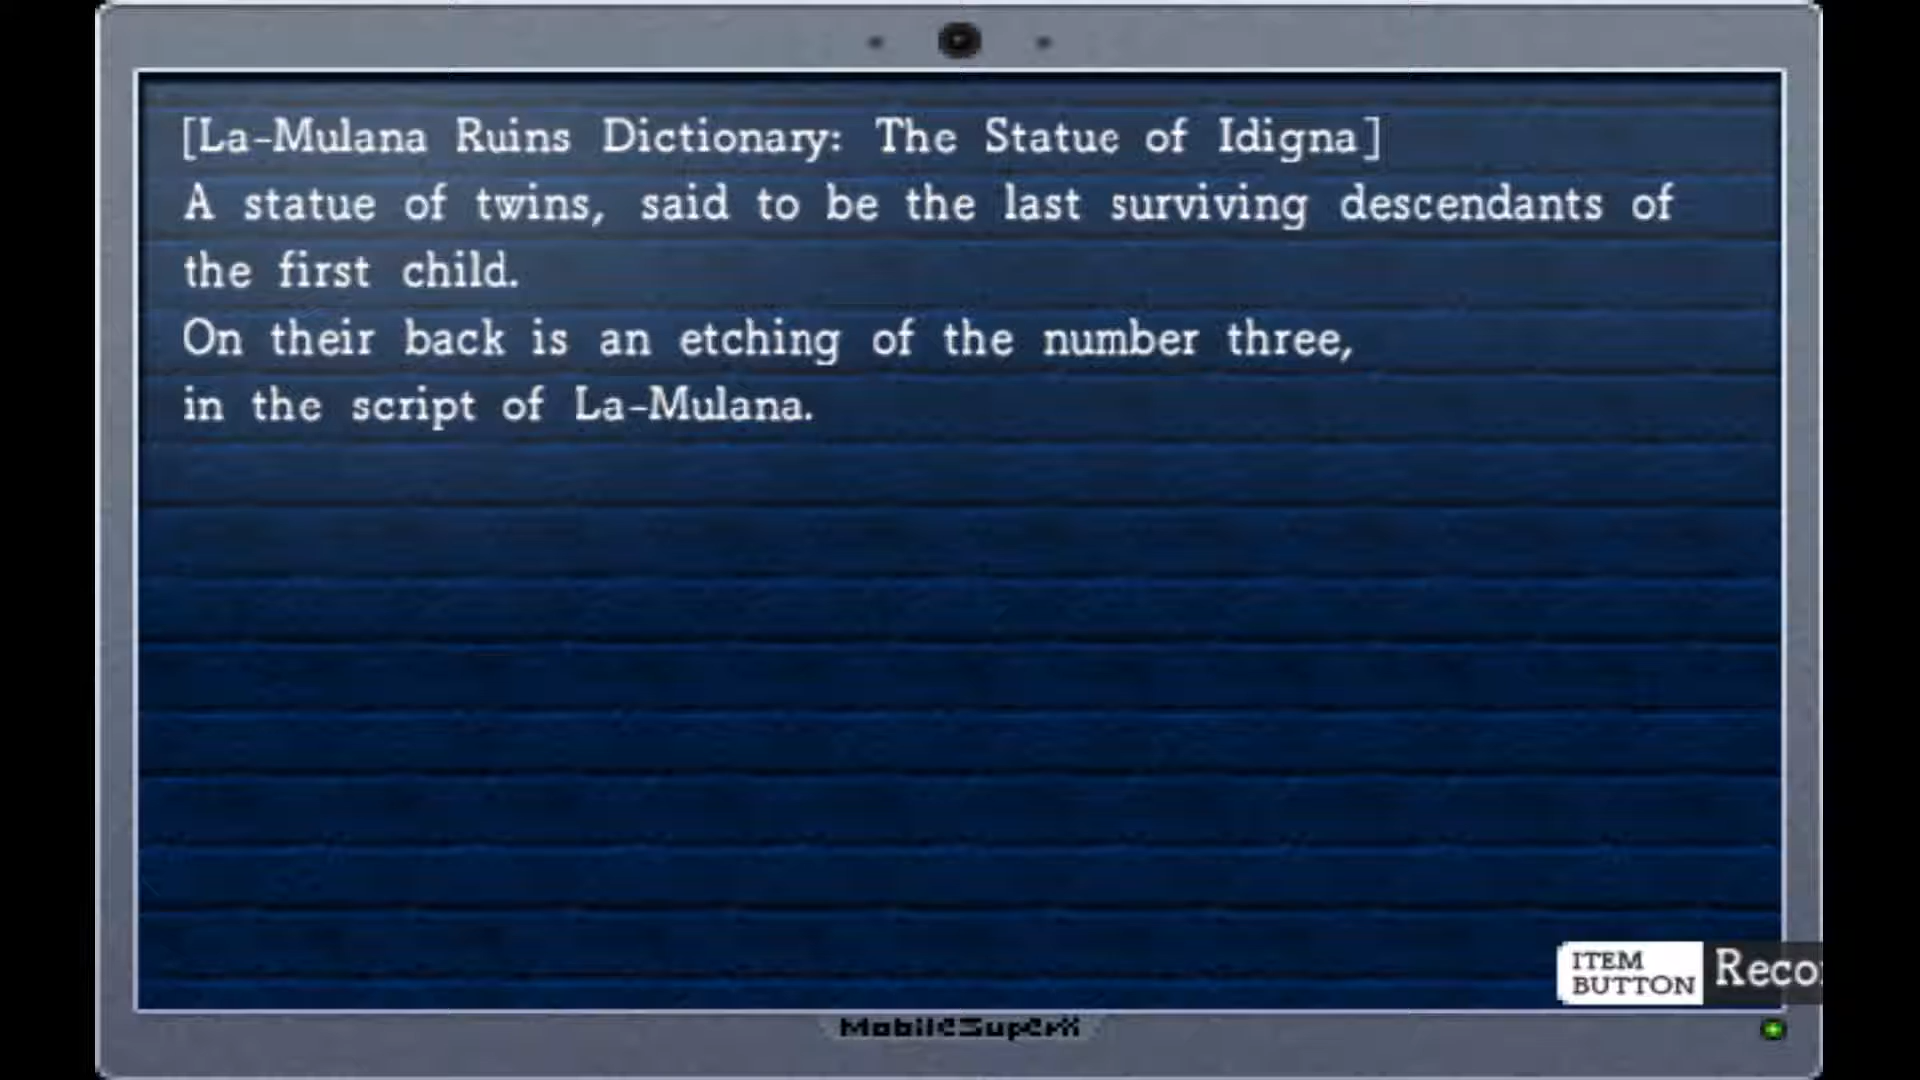 [La-Mulana Ruins Dictionary: The Statue of Idigna]
A statue of twins, said to be the last surviving descendants of
the first child.
On their back is an etching of the number three,
in the script of La-Mulana.
ITEM
BUTTON
Reco
MobileSuperX